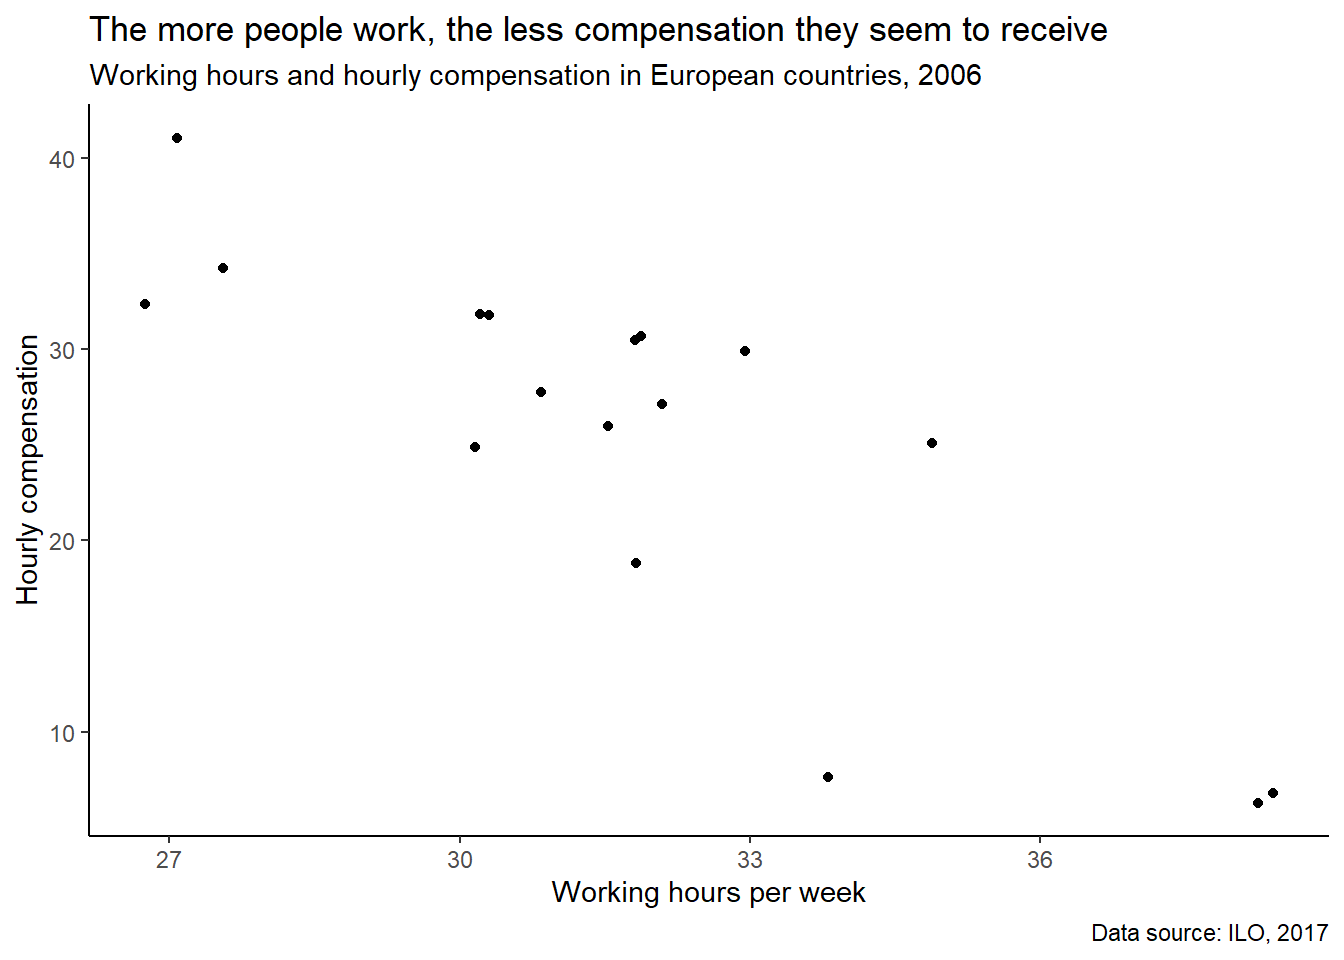 The more people work, the less compensation they seem to receive
Working hours and hourly compensation in European countries, 2006
40
30
20
10
Hourly compensation
27 30 33 36
Working hours per week
Data source: ILO, 2017